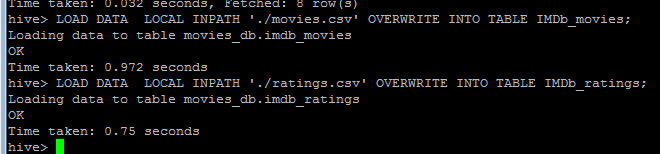 Time taken: 0.032 seconds, Fetched: 8 row(s)
hive> LOAD DATA  LOCAL INPATH './movies.csv' OVERWRITE INTO TABLE IMDb_movies;
Loading data to table movies_db.imdb_movies
OK
Time taken: 0.972 seconds
hive> LOAD DATA  LOCAL INPATH './ratings.csv' OVERWRITE INTO TABLE IMDb_ratings;
Loading data to table movies_db.imdb_ratings
OK
Time taken: 0.75 seconds
hive>